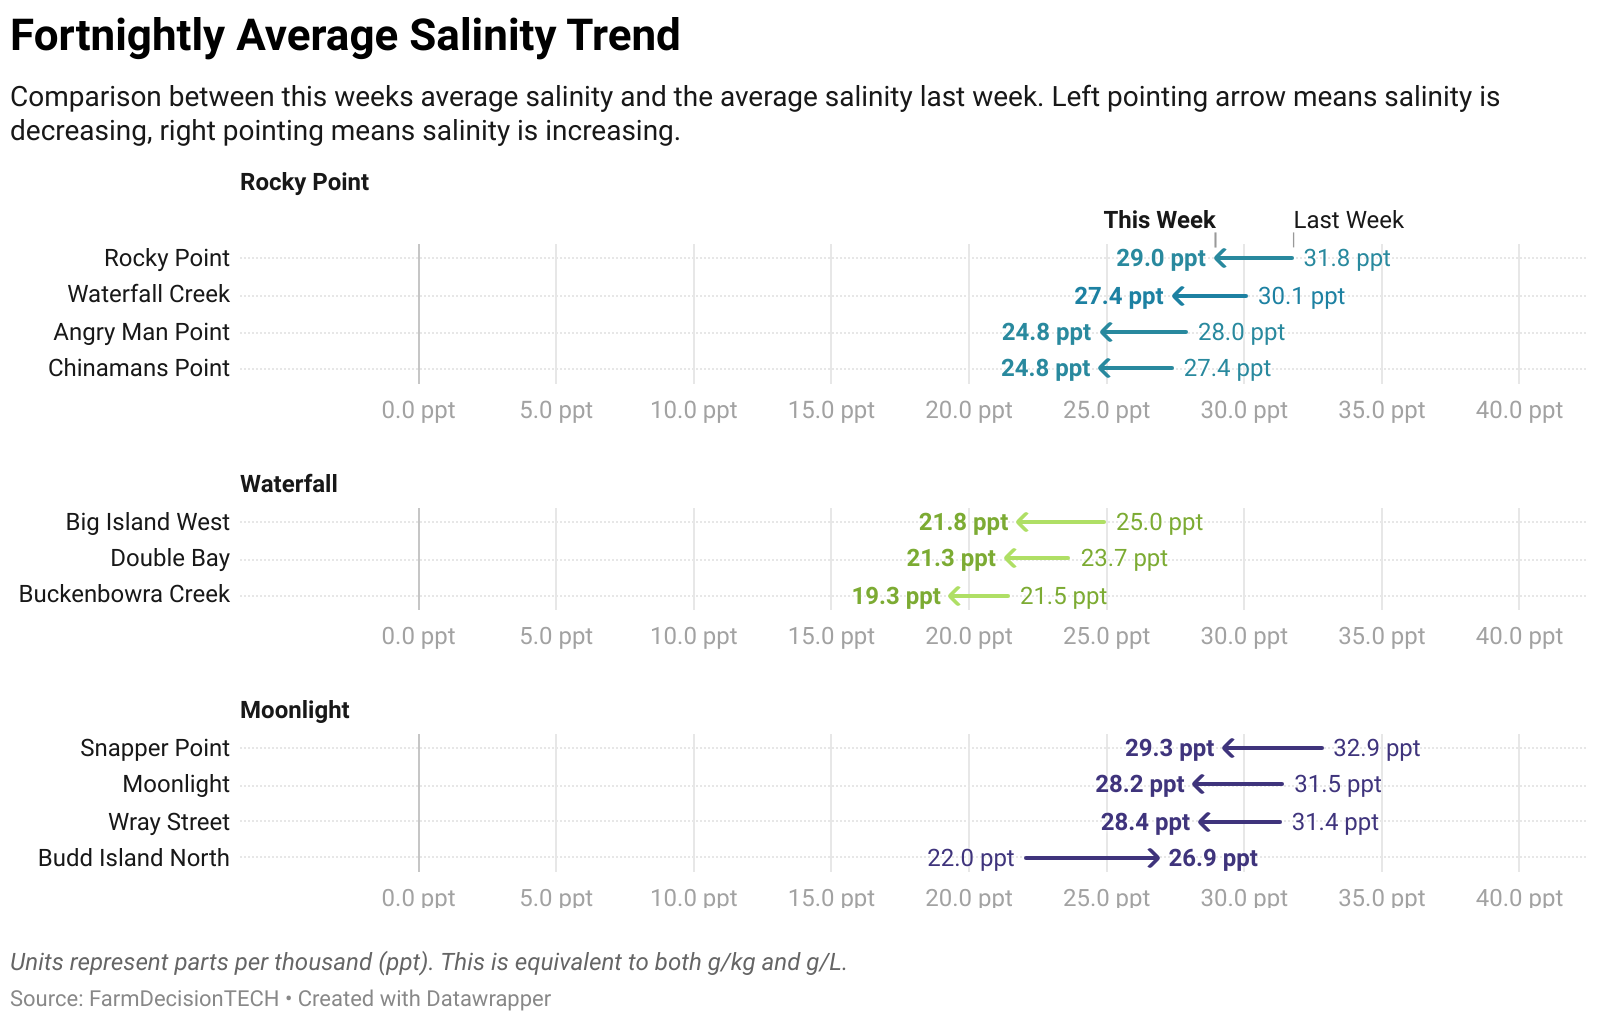 Fortnightly Average Salinity Trend
Comparison between this weeks average salinity and the average salinity last week. Left pointing arrow means salinity is
decreasing, right pointing means salinity is increasing.
Rocky Point
This Week Last Week
Rocky Point 29.0 ppt 31.8 ppt
Waterfall Creek 27.4 ppt 30.1 ppt
Angry Man Point 24.8 ppt 28.0 ppt
Chinamans Point 24.8 ppt 27.4 ppt
0.0 ppt 5.0 ppt 10.0 ppt 15.0 ppt 20.0 ppt 25.0 ppt 30.0 ppt 35.0 ppt 40.0 ppt
Waterfall
Big Island West 21.8 ppt 25.0 ppt
Double Bay 21.3 ppt 23.7 ppt
Buckenbowra Creek 19.3 ppt 21.5 ppt
0.0 ppt 5.0 ppt 10.0 ppt 15.0 ppt 20.0 ppt 25.0 ppt 30.0 ppt 35.0 ppt 40.0 ppt
Moonlight
Snapper Point 29.3 ppt 32.9 ppt
Moonlight 28.2 ppt 31.5 ppt
Wray Street 28.4 ppt 31.4 ppt
Budd Island North 22.0 ppt 26.9 ppt
0.0 ppt 5.0 ppt 10.0 ppt 15.0 ppt 20.0 ppt 25.0 ppt 30.0 ppt 35.0 ppt 40.0 ppt
Units represent parts per thousand (ppt). This is equivalent to both g/kg and g/L.
Source: FarmDecisionTECH • Created with Datawrapper